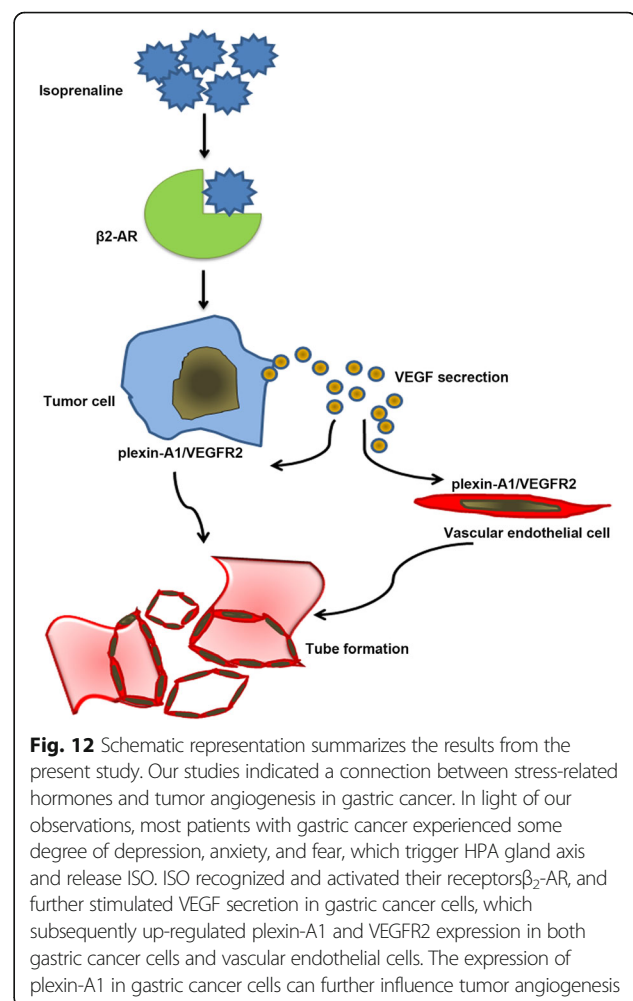 Isoprenaline
β2-AR
VEGF secretion
Tumor cell
plexin-A1/VEGFR2
plexin-A1/VEGFR2
Vascular endothelial cell
Tube formation
Fig. 12 Schematic representation summarizes the results from the
present study. Our studies indicated a connection between stress-related
hormones and tumor angiogenesis in gastric cancer. In light of our
observations, most patients with gastric cancer experienced some
degree of depression, anxiety, and fear, which trigger HPA gland axis
and release ISO. ISO recognized and activated their receptorsβ₂-AR, and
further stimulated VEGF secretion in gastric cancer cells, which
subsequently up-regulated plexin-A1 and VEGFR2 expression in both
gastric cancer cells and vascular endothelial cells. The expression of
plexin-A1 in gastric cancer cells can further influence tumor angiogenesis